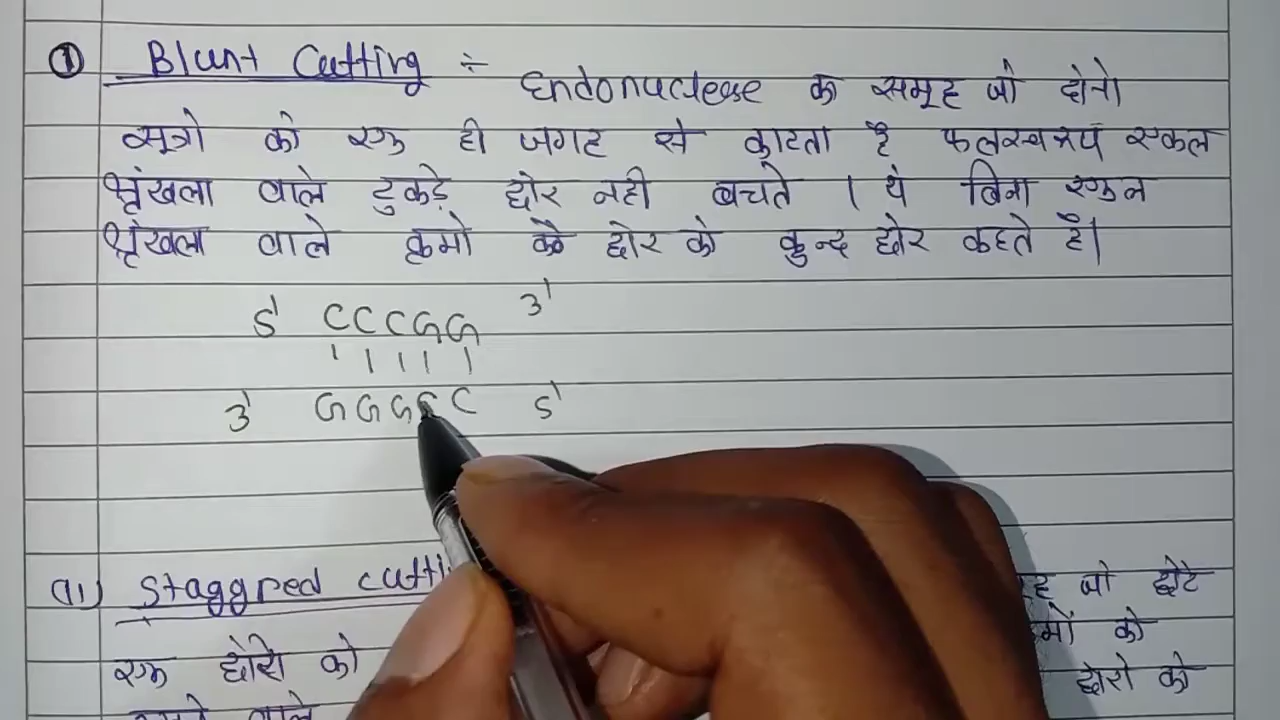 ① Blunt Cutting ÷ Endonuclease का समूह जो दोनो
सूत्रो को एक ही जगह से काटता है फलस्वरूप एकल
श्रृंखला वाले टुकड़े छोर नही बचते । ये बिना एकल
श्रृंखला वाले क्रमो के छोर को कुन्द छोर कहते है।
5' CCCGG 3'
3' GGGCC 5'
Staggred जो छोटे
एक छोरो को को
छोरो को
वाले